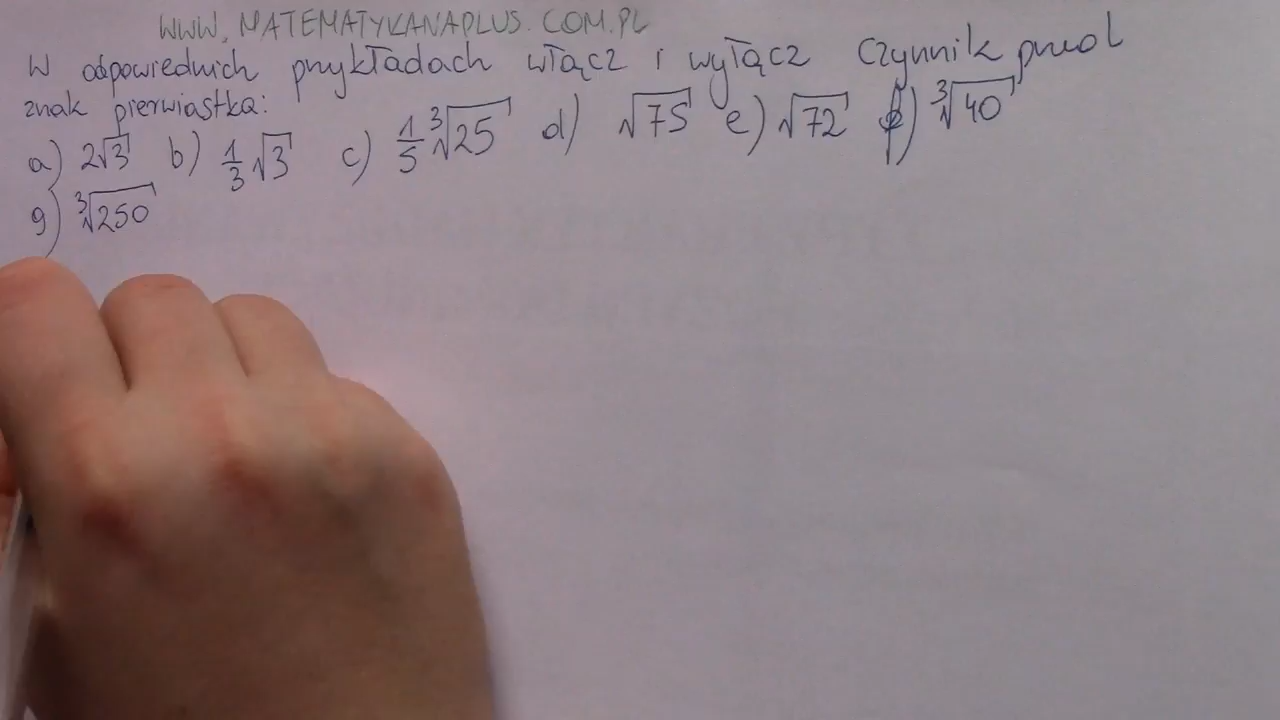 WWW.MATEMATYKANAPLUS.COM.PL
W odpowiednich przykładach włącz i wyłącz czynnik przed
znak pierwiastka:
a) 2√3 b) 1/3 √3 c) 1/5 ∛25 d) √75 e) √72 f) ∛40
g) ∛250